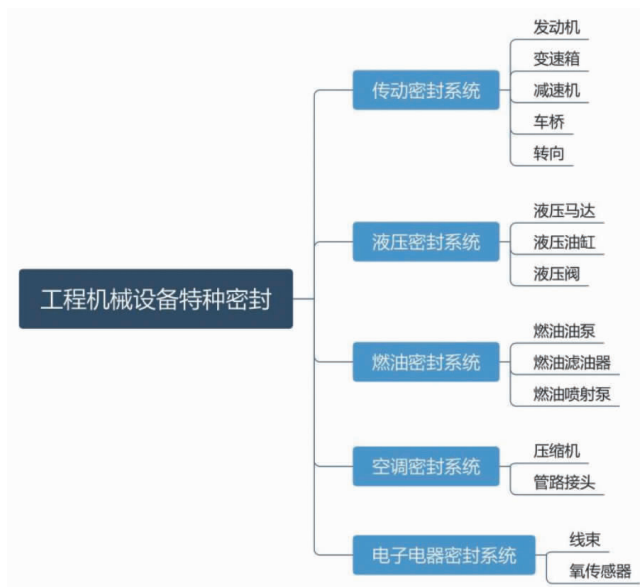 工程机械设备特种密封
传动密封系统
发动机
变速箱
减速机
车桥
转向
液压密封系统
液压马达
液压油缸
液压阀
燃油密封系统
燃油油泵
燃油滤油器
燃油喷射泵
空调密封系统
压缩机
管路接头
电子电器密封系统
线束
氧传感器